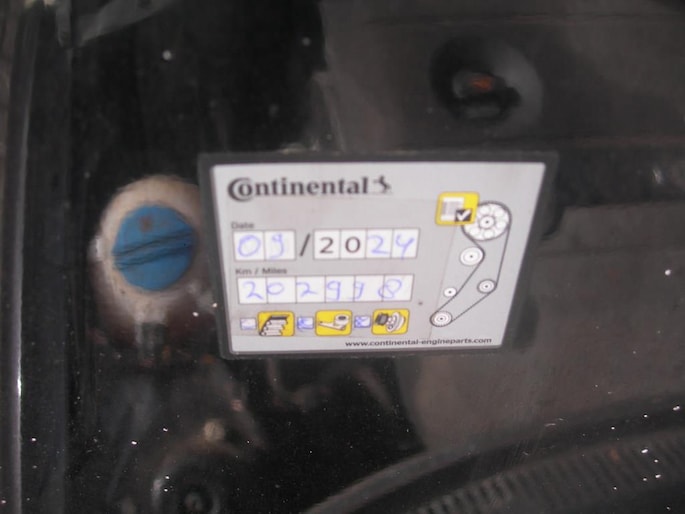 Continental
Date
09/2024
Km / Miles
202998
www.continental-engineparts.com